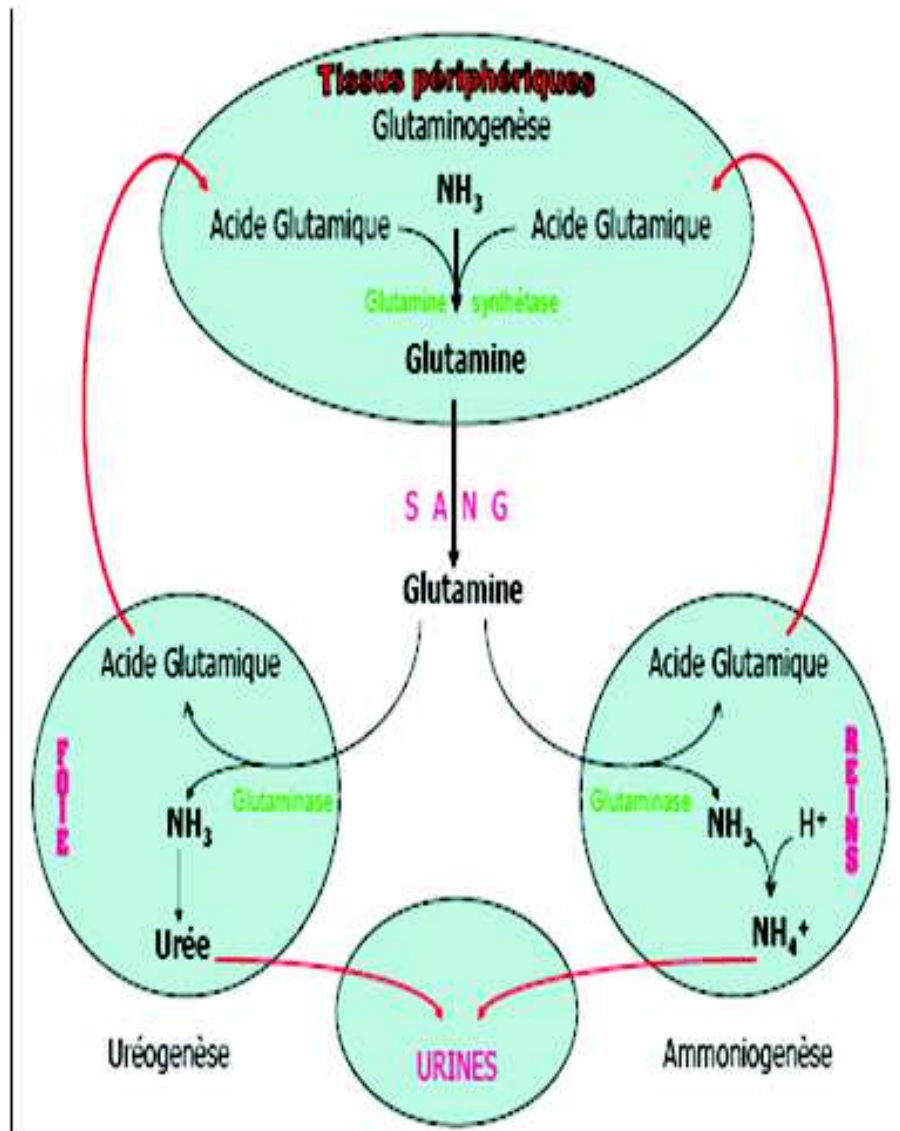 Tissus périphériques
Glutaminogenèse
NH₃
Acide Glutamique Acide Glutamique
Glutamine synthétase
Glutamine
SANG
Glutamine
Acide Glutamique
FOIE
Glutaminase
NH₃
Urée
Uréogenèse
Acide Glutamique
REINS
Glutaminase
NH₃ H⁺
NH₄⁺
Ammoniogenèse
URINES